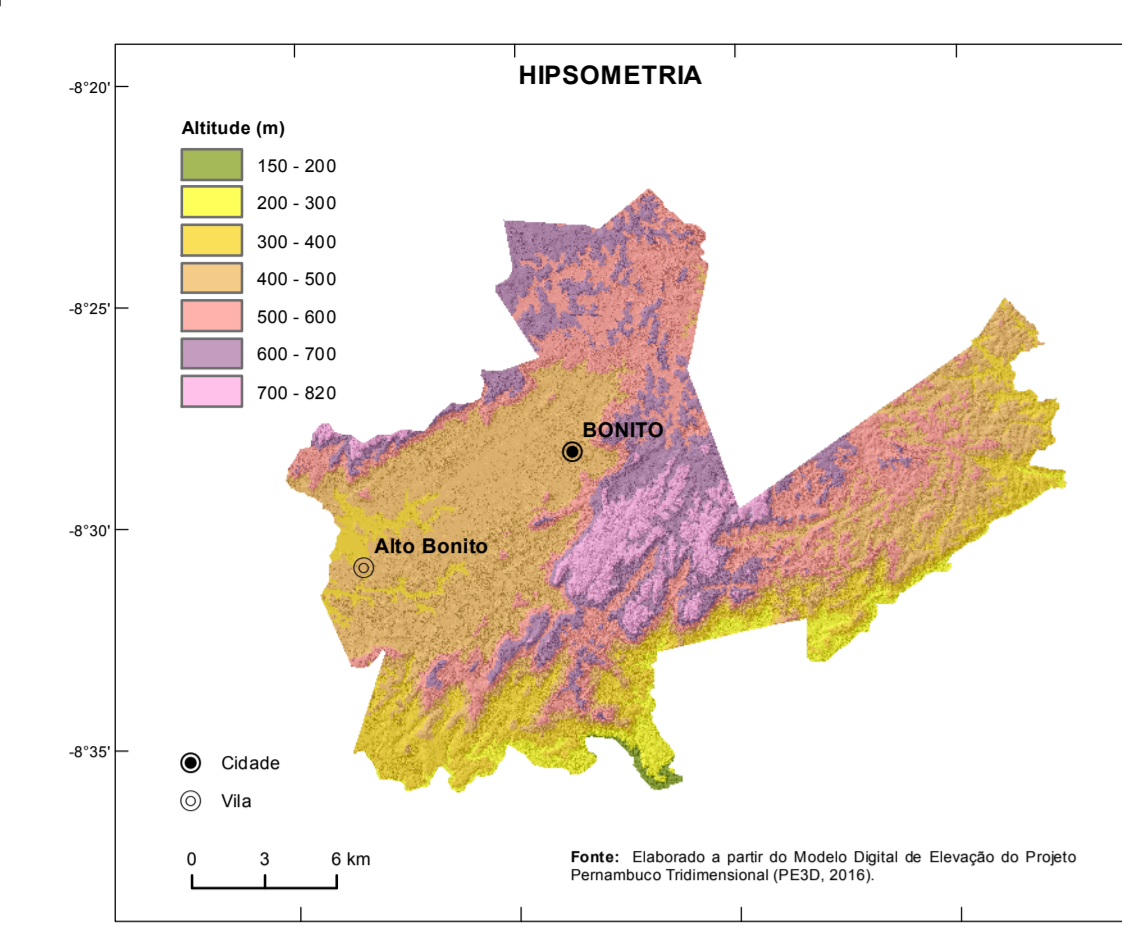 HIPSOMETRIA
-8°20'
Altitude (m)
150 - 200
200 - 300
300 - 400
400 - 500
500 - 600
600 - 700
700 - 820
-8°25'
BONITO
-8°30'
Alto Bonito
-8°35'
Cidade
Vila
0 3 6 km
Fonte: Elaborado a partir do Modelo Digital de Elevação do Projeto
Pernambuco Tridimensional (PE3D, 2016).